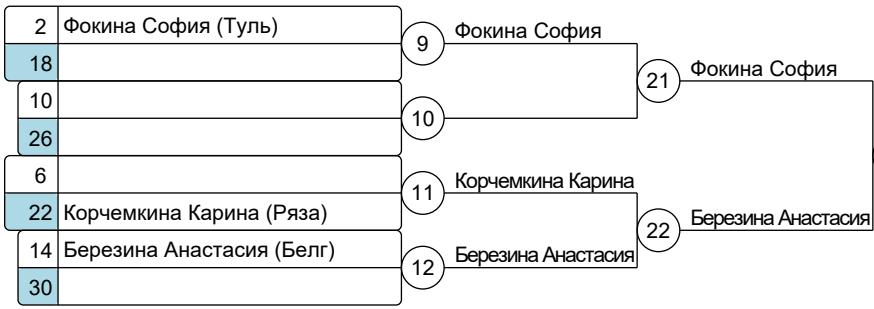 2 Фокина София (Туль)
18
10
26
6
22 Корчемкина Карина (Ряза)
14 Березина Анастасия (Белг)
30
9 Фокина София
10
11 Корчемкина Карина
12 Березина Анастасия
21 Фокина София
22 Березина Анастасия